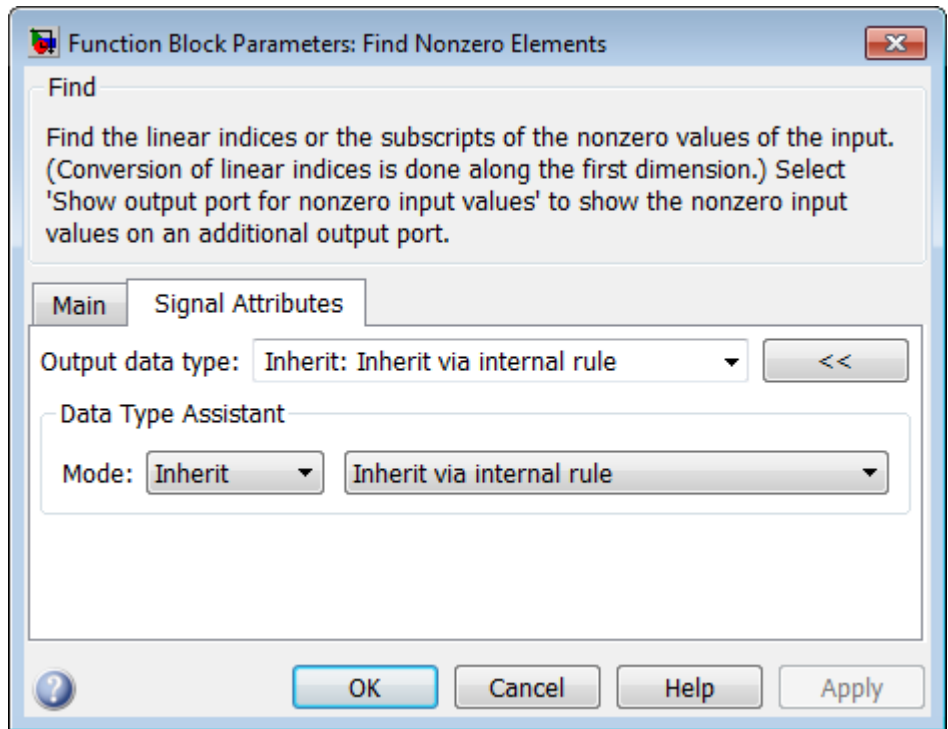 Function Block Parameters: Find Nonzero Elements
Find
Find the linear indices or the subscripts of the nonzero values of the input.
(Conversion of linear indices is done along the first dimension.) Select
'Show output port for nonzero input values' to show the nonzero input
values on an additional output port.
Main Signal Attributes
Output data type: Inherit: Inherit via internal rule <<
Data Type Assistant
Mode: Inherit Inherit via internal rule
? OK Cancel Help Apply